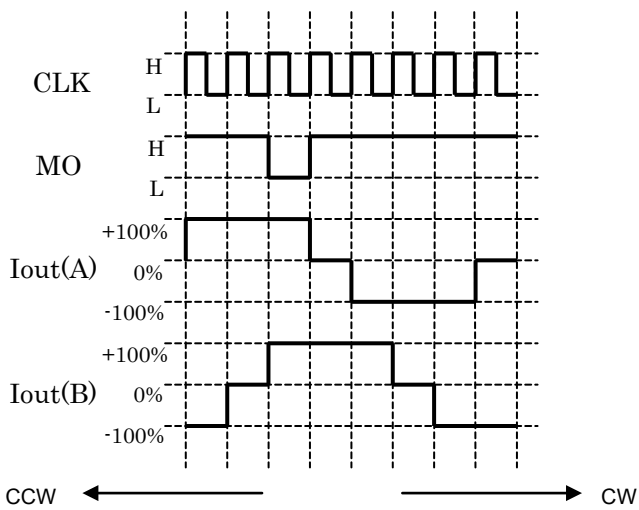 CLK
H
L
MO
H
L
Iout(A)
+100%
0%
-100%
Iout(B)
+100%
0%
-100%
CCW
CW